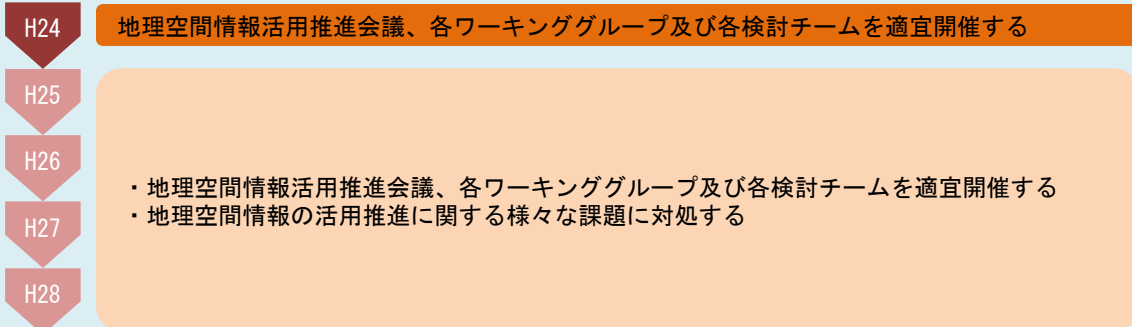 H24
地理空間情報活用推進会議、各ワーキンググループ及び各検討チームを適宜開催する
H25
H26
・地理空間情報活用推進会議、各ワーキンググループ及び各検討チームを適宜開催する
・地理空間情報の活用推進に関する様々な課題に対処する
H27
H28